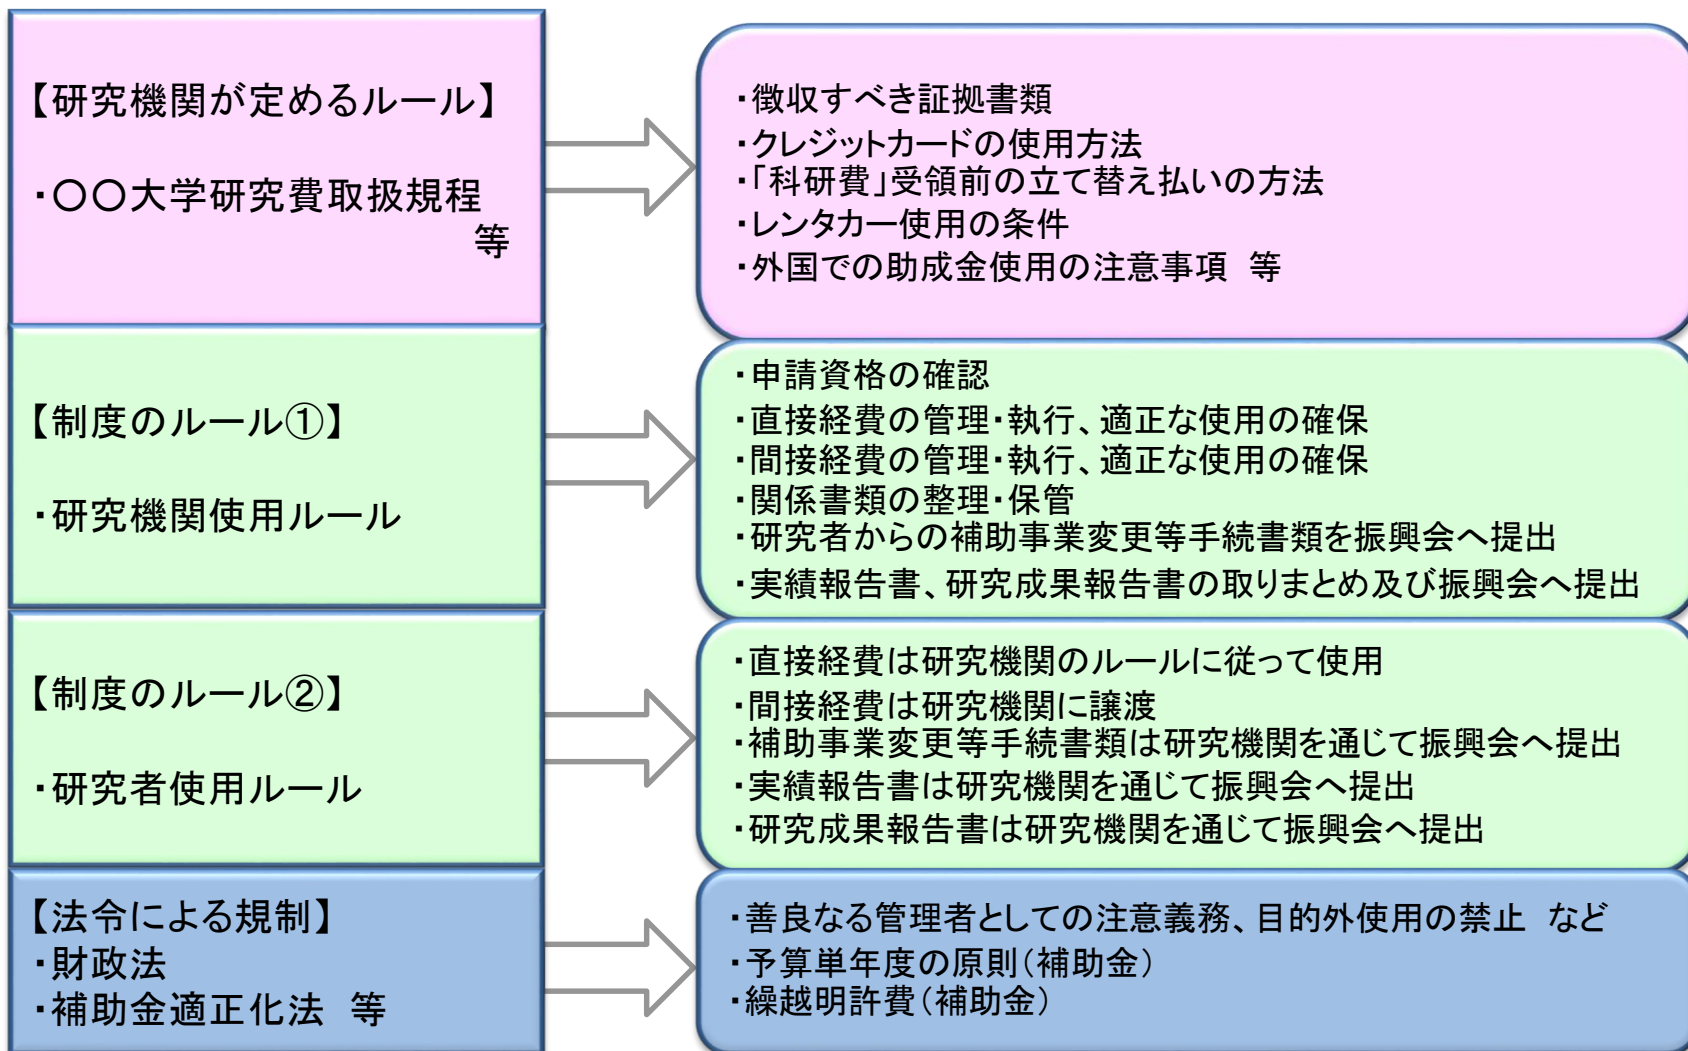 【研究機関が定めるルール】
・〇〇大学研究費取扱規程
等
・徴収すべき証拠書類
・クレジットカードの使用方法
・「科研費」受領前の立て替え払いの方法
・レンタカー使用の条件
・外国での助成金使用の注意事項 等
【制度のルール①】
・研究機関使用ルール
・申請資格の確認
・直接経費の管理・執行、適正な使用の確保
・間接経費の管理・執行、適正な使用の確保
・関係書類の整理・保管
・研究者からの補助事業変更等手続書類を振興会へ提出
・実績報告書、研究成果報告書の取りまとめ及び振興会へ提出
【制度のルール②】
・研究者使用ルール
・直接経費は研究機関のルールに従って使用
・間接経費は研究機関に譲渡
・補助事業変更等手続書類は研究機関を通じて振興会へ提出
・実績報告書は研究機関を通じて振興会へ提出
・研究成果報告書は研究機関を通じて振興会へ提出
【法令による規制】
・財政法
・補助金適正化法 等
・善良なる管理者としての注意義務、目的外使用の禁止 など
・予算単年度の原則(補助金)
・繰越明許費(補助金)